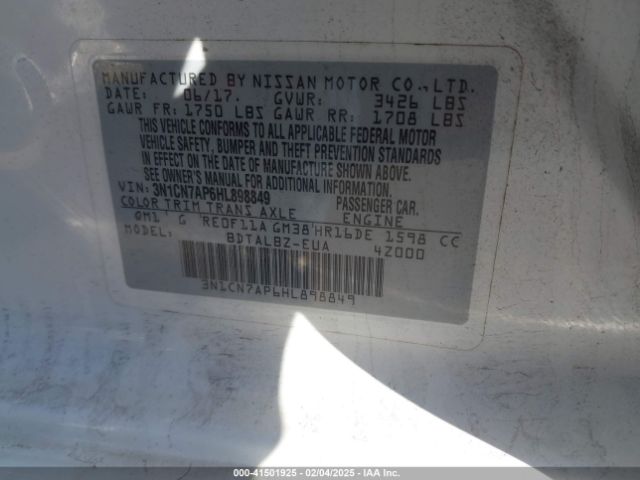 MANUFACTURED BY NISSAN MOTOR CO., LTD.
DATE: 06/17. GVWR: 3426 LBS
GAWR FR: 1750 LBS GAWR RR: 1708 LBS
THIS VEHICLE CONFORMS TO ALL APPLICABLE FEDERAL MOTOR
VEHICLE SAFETY, BUMPER AND THEFT PREVENTION STANDARDS
IN EFFECT ON THE DATE OF MANUFACTURE SHOWN ABOVE.
SEE OWNER'S MANUAL FOR ADDITIONAL INFORMATION.
VIN: 3N1CN7AP6HL898849 PASSENGER CAR.
COLOR TRIM TRANS AXLE ENGINE
QM1 G RE0F11A GM38 HR16DE 1598 CC
BDTALBZ-EUA 4Z000
3N1CN7AP6HL898849
000-41501925 - 02/04/2025 - IAA Inc.